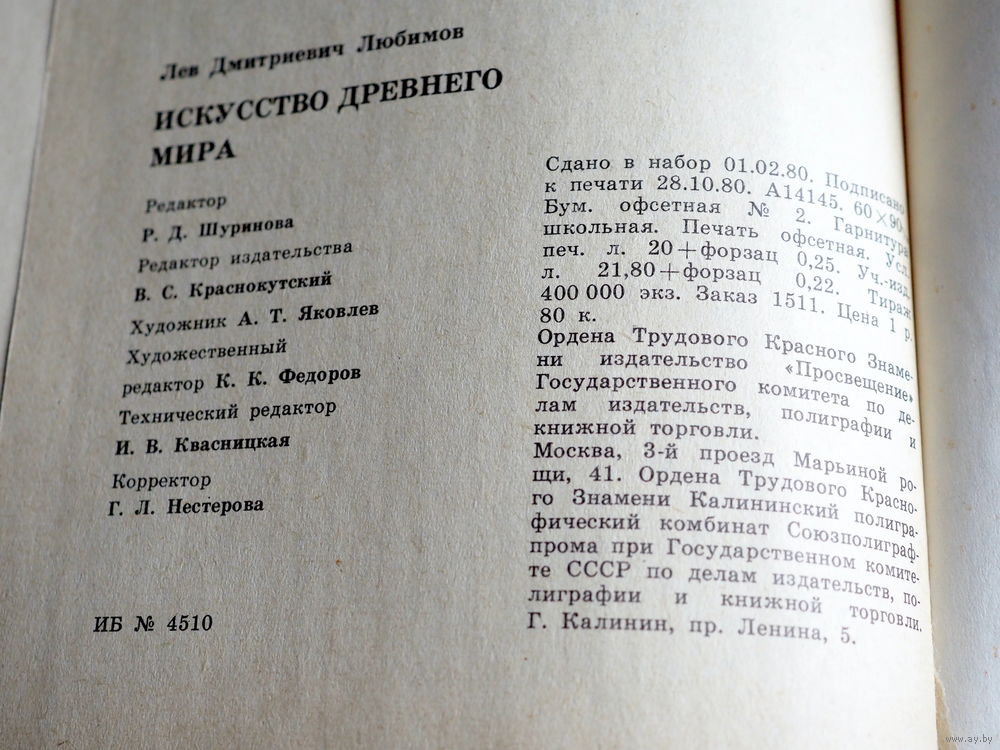 Лев Дмитриевич Любимов
ИСКУССТВО ДРЕВНЕГО
МИРА
Редактор
Р. Д. Шуринова
Редактор издательства
В. С. Краснокутский
Художник А. Т. Яковлев
Художественный
редактор К. К. Федоров
Технический редактор
И. В. Квасницкая
Корректор
Г. Л. Нестерова
ИБ № 4510
Сдано в набор 01.02.80. Подписано
к печати 28.10.80. А14145. 60×90
Бум. офсетная № 2. Гарнитура
школьная. Печать офсетная. Усл.
печ. л. 20+форзац 0,25. Уч.-изд.
л. 21,80+форзац 0,22. Тираж
400 000 экз. Заказ 1511. Цена 1 р.
80 к.
Ордена Трудового Красного Знаме-
ни издательство «Просвещение»
Государственного комитета по де-
лам издательств, полиграфии и
книжной торговли.
Москва, 3-й проезд Марьиной ро-
щи, 41. Ордена Трудового Красно-
го Знамени Калининский полигра-
фический комбинат Союзполиграф-
прома при Государственном комите-
те СССР по делам издательств, по-
лиграфии и книжной торговли.
Г. Калинин, пр. Ленина, 5.
www.ay.by